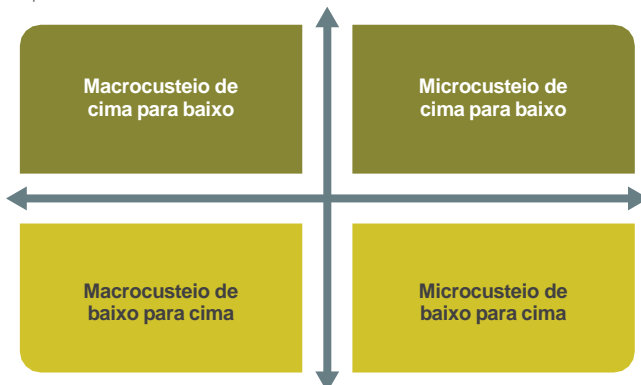 Macrocusteio de
cima para baixo
Microcusteio de
cima para baixo
Macrocusteio de
baixo para cima
Microcusteio de
baixo para cima